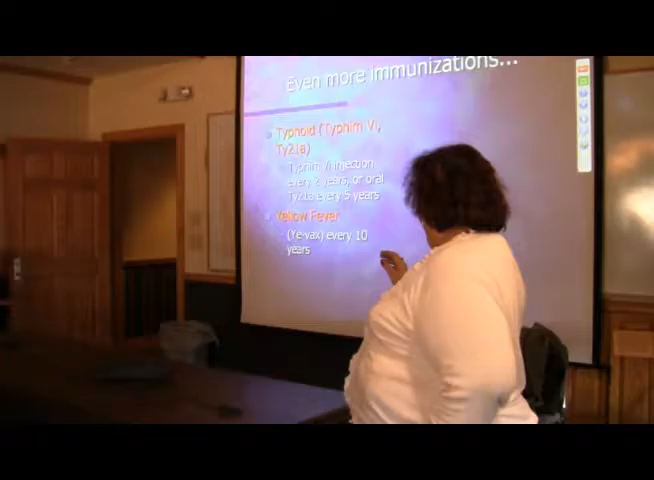 Even more immunizations...
Typhoid (Typhim Vi,
Ty21a)
Typhim Vi injection
every 2 years, or oral
Ty21a every 5 years
Yellow Fever
(Ye-vax) every 10
years